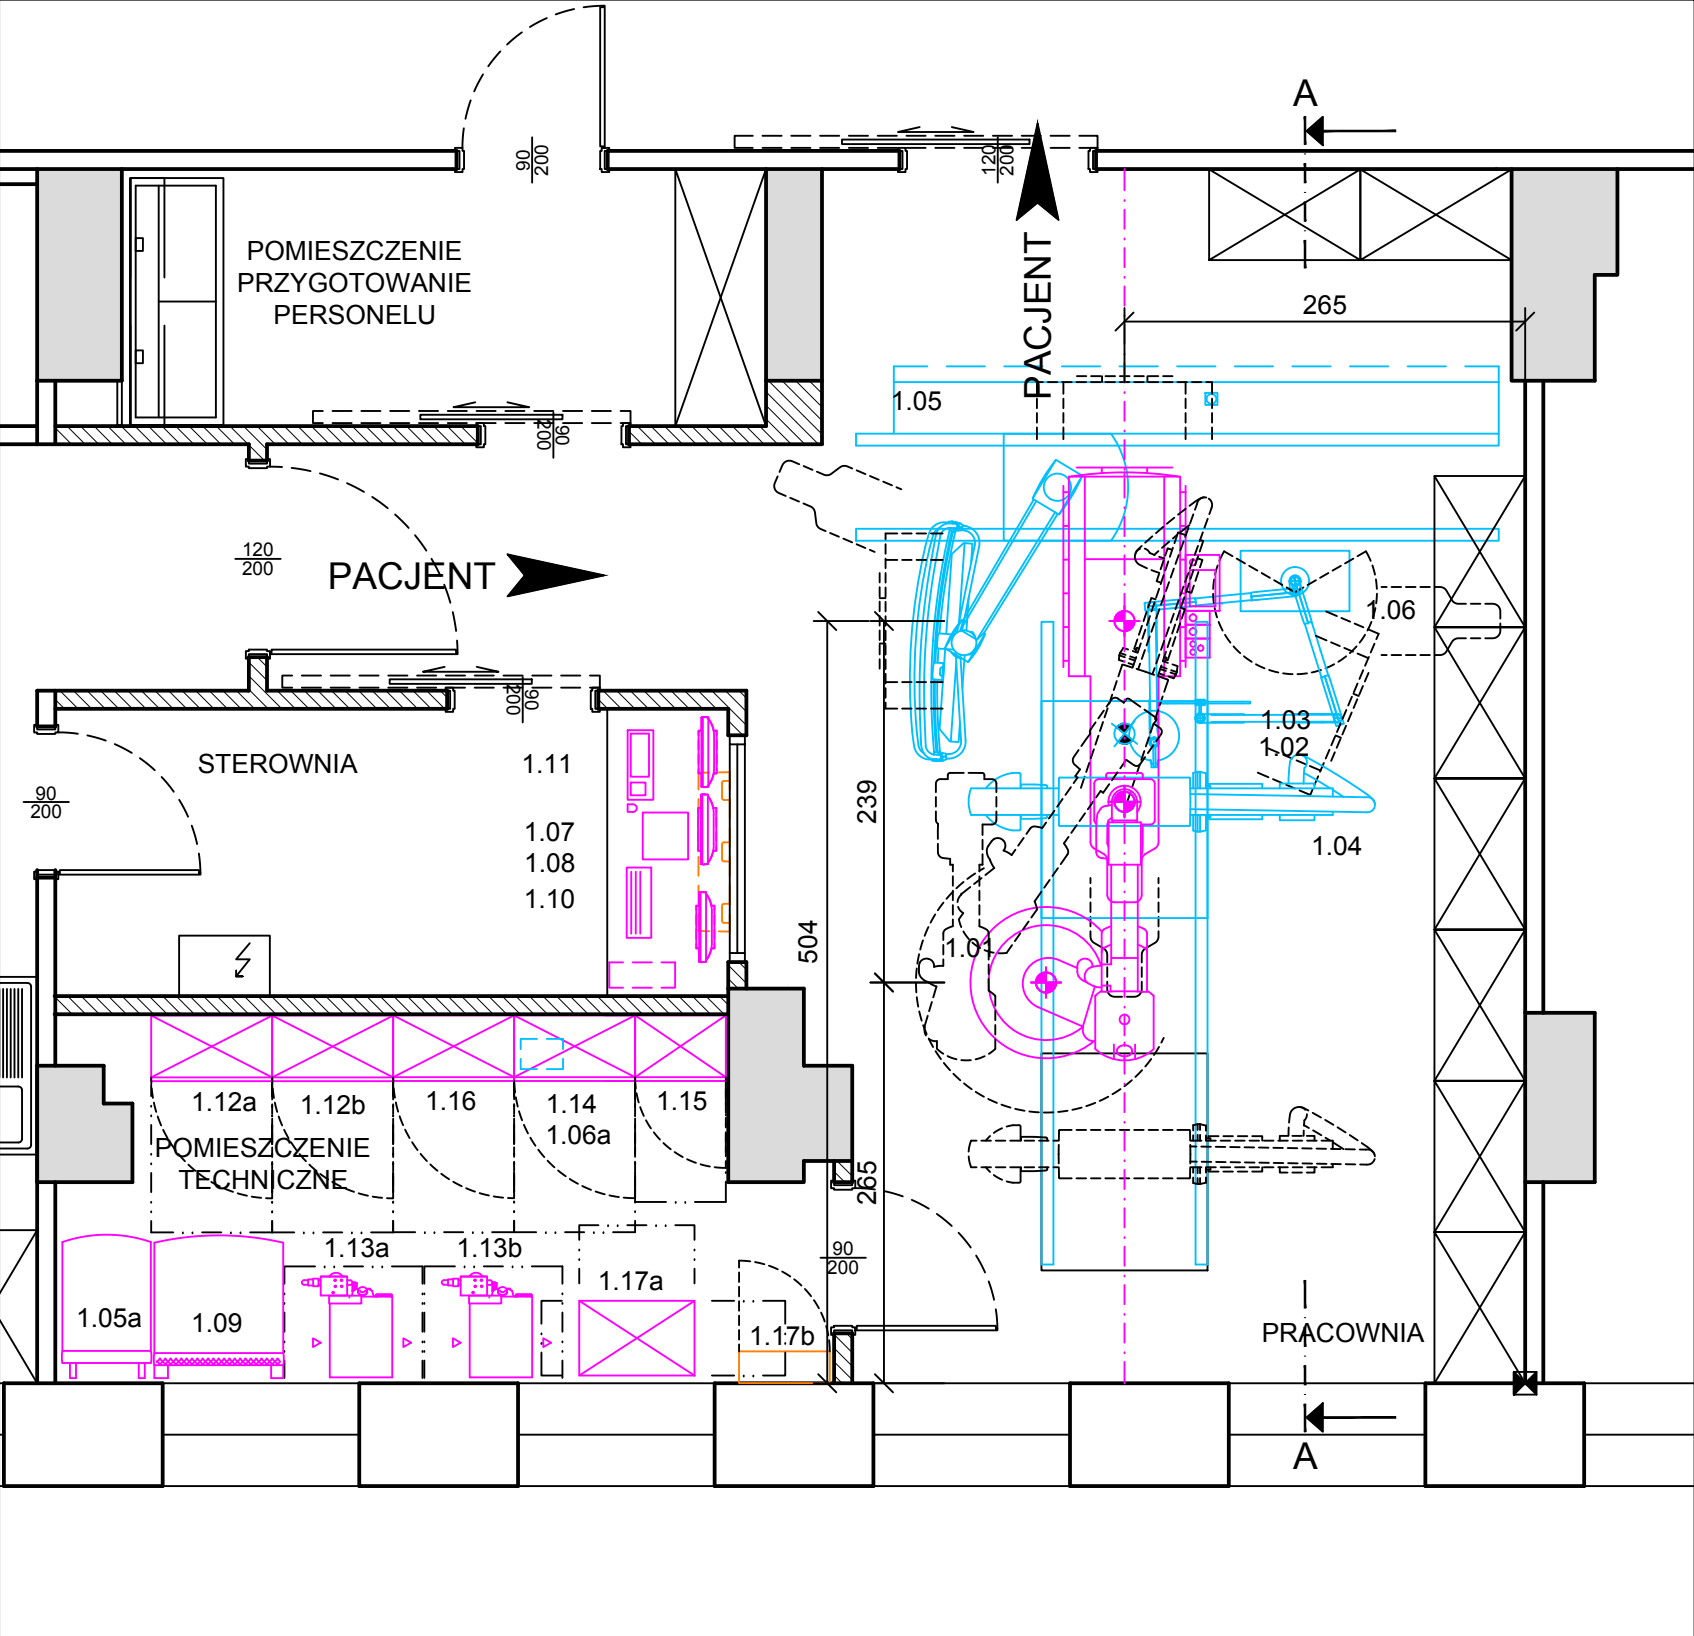 A
90
200
120
200
POMIESZCZENIE
PRZYGOTOWANIE
PERSONELU
PACJENT
265
1.05
90
200
120
200
PACJENT
1.06
90
200
STEROWNIA
1.11
1.03
1.02
90
200
1.07
1.08
1.10
239
1.04
504
1.01
1.12a
1.12b
1.16
1.14
1.06a
1.15
POMIESZCZENIE
TECHNICZNE
265
1.13a
1.13b
90
200
1.17a
1.05a
1.09
1.17b
PRACOWNIA
A